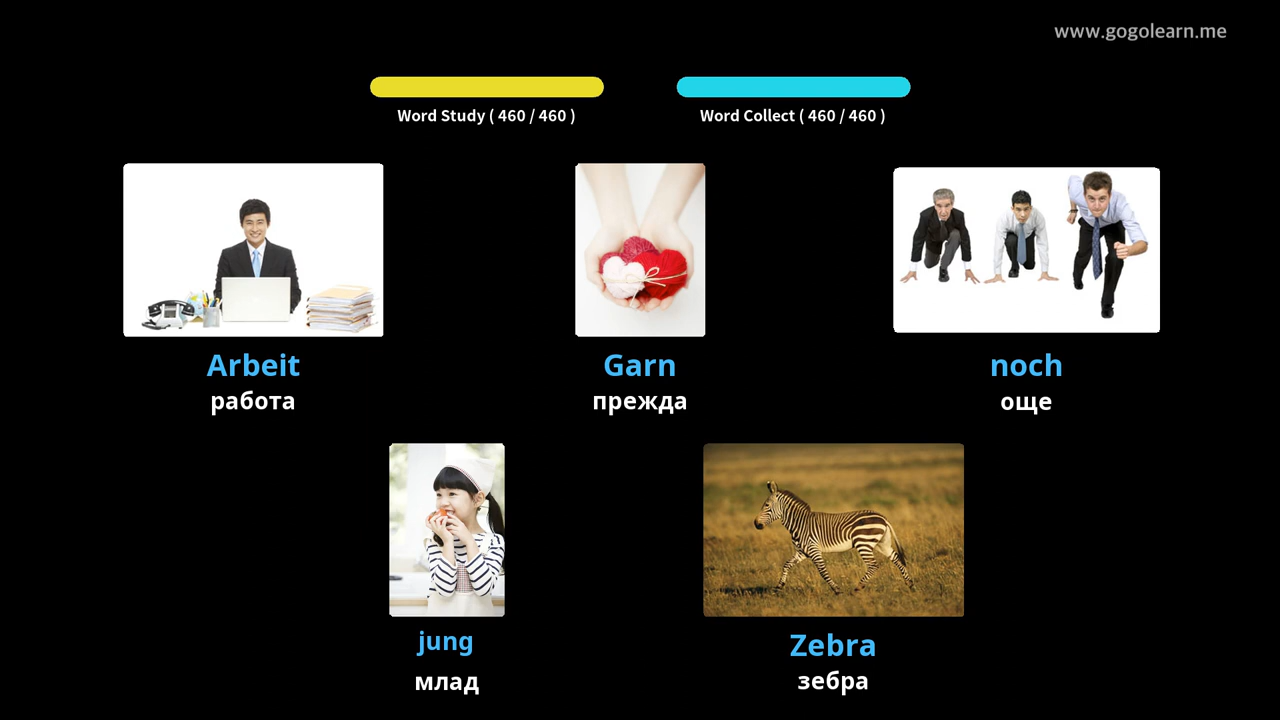 www.gogolearn.me
Word Study ( 460 / 460 )
Word Collect ( 460 / 460 )
Arbeit
работа
Garn
прежда
noch
още
jung
млад
Zebra
зебра